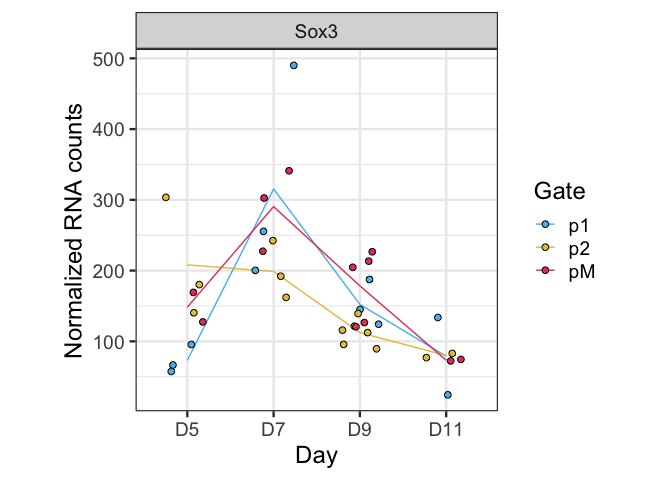 Sox3
500
400
300
200
100
Normalized RNA counts
D5 D7 D9 D11
Day
Gate
p1
p2
pM